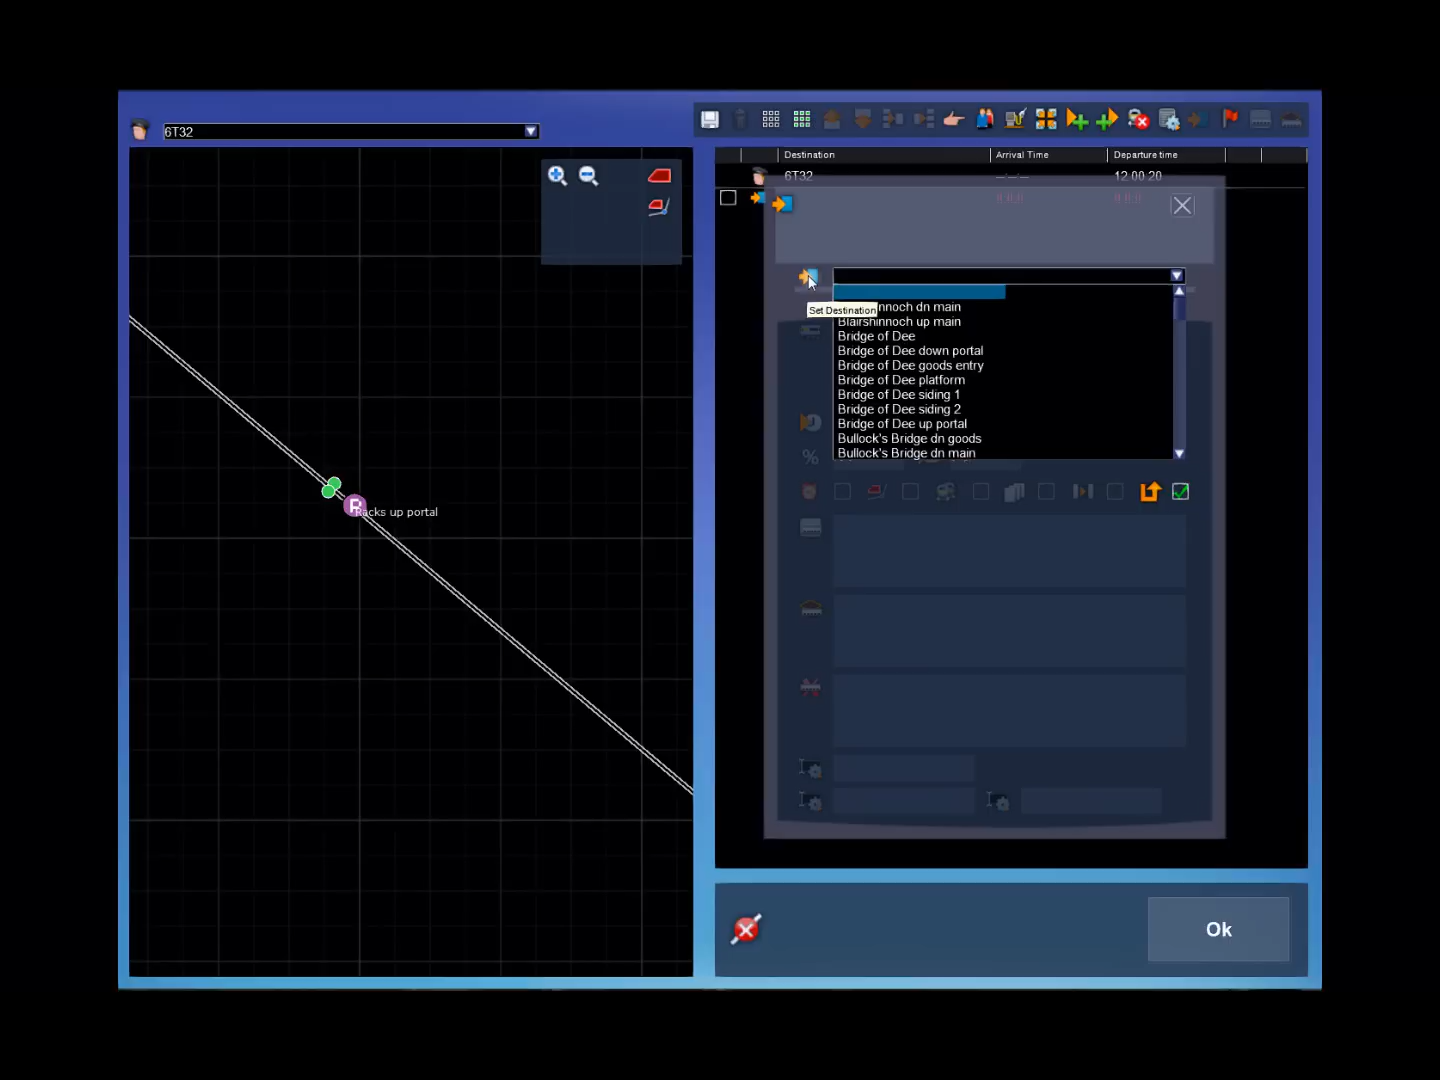 6T32
Destination
Arrival Time
Departure time
6T32
12:00:20
Set Destination
nnoch dn main
Blairshinnoch up main
Bridge of Dee
Bridge of Dee down portal
Bridge of Dee goods entry
Bridge of Dee platform
Bridge of Dee siding 1
Bridge of Dee siding 2
Bridge of Dee up portal
Bullock's Bridge dn goods
Bullock's Bridge dn main
%
P
Racks up portal
Ok